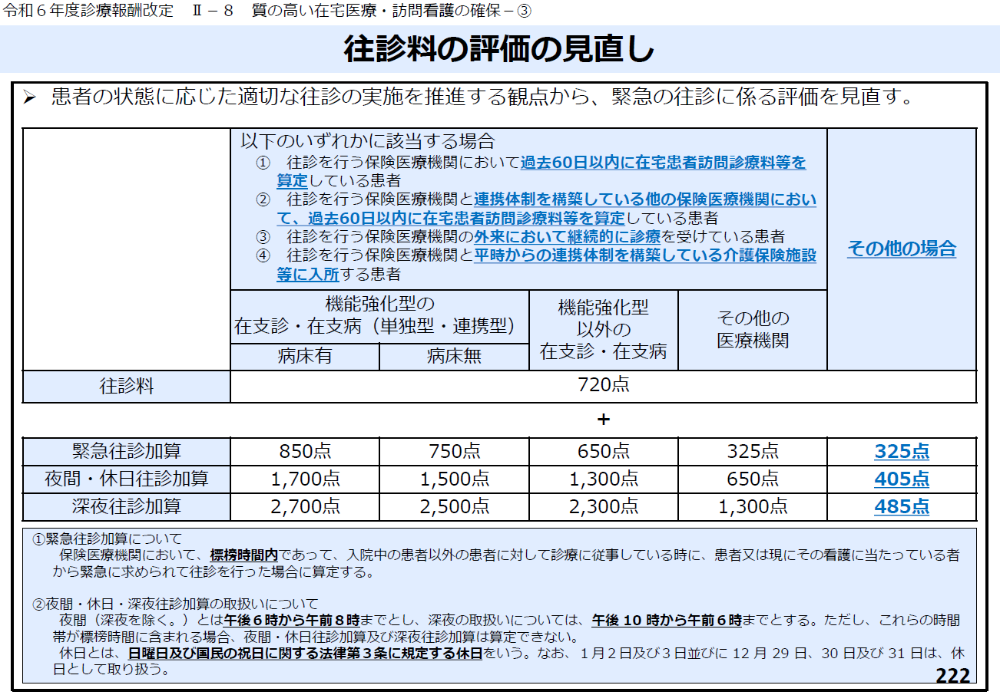 令和６年度診療報酬改定　Ⅱ－８　質の高い在宅医療・訪問看護の確保－③
往診料の評価の見直し
➢ 患者の状態に応じた適切な往診の実施を推進する観点から、緊急の往診に係る評価を見直す。
以下のいずれかに該当する場合
①　往診を行う保険医療機関において過去60日以内に在宅患者訪問診療料等を
算定している患者
②　往診を行う保険医療機関と連携体制を構築している他の保険医療機関におい
て、過去60日以内に在宅患者訪問診療料等を算定している患者
③　往診を行う保険医療機関の外来において継続的に診療を受けている患者
④　往診を行う保険医療機関と平時からの連携体制を構築している介護保険施設
等に入所する患者
その他の場合
機能強化型の
在支診・在支病（単独型・連携型）
病床有
病床無
機能強化型
以外の
在支診・在支病
その他の
医療機関
往診料
720点
+
緊急往診加算 850点 750点 650点 325点 325点
夜間・休日往診加算 1,700点 1,500点 1,300点 650点 405点
深夜往診加算 2,700点 2,500点 2,300点 1,300点 485点
①緊急往診加算について
保険医療機関において、標榜時間内であって、入院中の患者以外の患者に対して診療に従事している時に、患者又は現にその看護に当たっている者
から緊急に求められて往診を行った場合に算定する。
②夜間・休日・深夜往診加算の取扱いについて
夜間（深夜を除く。）とは午後６時から午前８時までとし、深夜の取扱いについては、午後 10 時から午前６時までとする。ただし、これらの時間
帯が標榜時間に含まれる場合、夜間・休日往診加算及び深夜往診加算は算定できない。
休日とは、日曜日及び国民の祝日に関する法律第３条に規定する休日をいう。なお、１月２日及び３日並びに 12 月 29 日、30 日及び 31 日は、休
日として取り扱う。
222